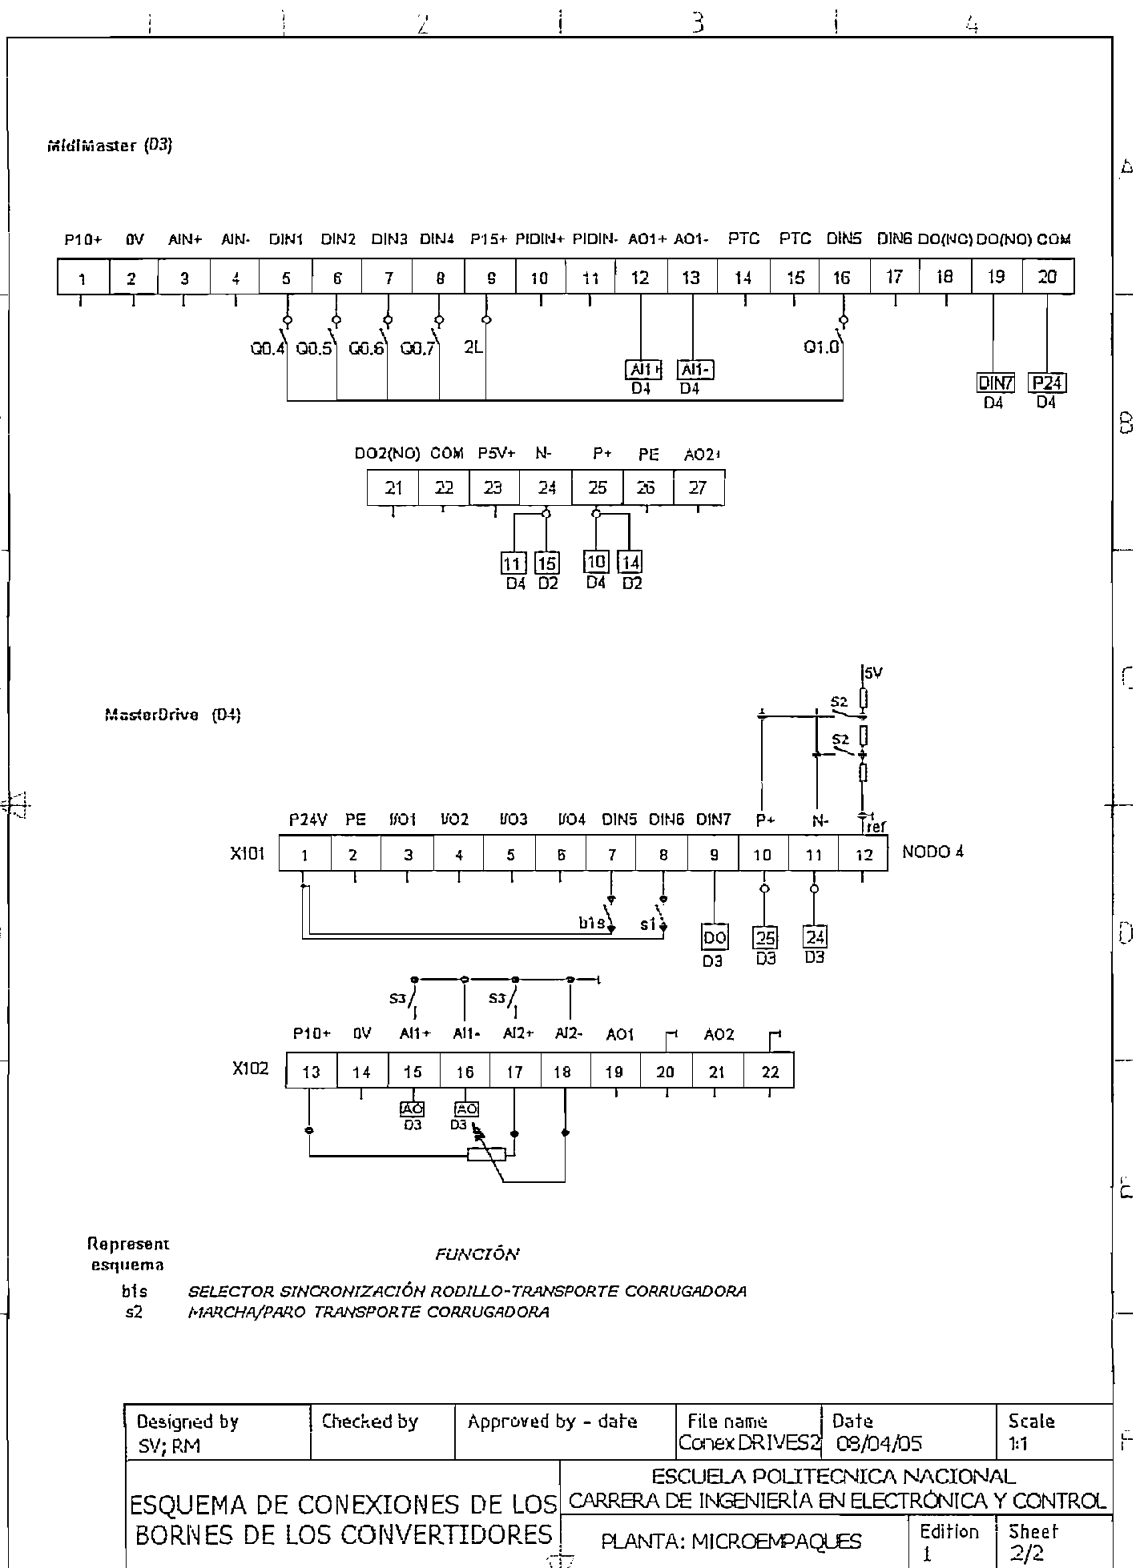 2 3 4
MidiMaster (D3)
A
P10+ 0V AIN+ AIN- DIN1 DIN2 DIN3 DIN4 P15+ PIDIN+ PIDIN- AO1+ AO1- PTC PTC DIN5 DIN6 DO(NC) DO(NO) COM
1 2 3 4 5 6 7 8 9 10 11 12 13 14 15 16 17 18 19 20
Q0.4 Q0.5 Q0.6 Q0.7 2L Q1.0
AI1+ AI1- DIN7 P24
D4 D4 D4 D4
B
DO2(NO) COM P5V+ N- P+ PE AO2+
21 22 23 24 25 26 27
11 15 10 14
D4 D2 D4 D2
C
5V
S2
MasterDrive (D4)
S2
P24V PE I/O1 I/O2 I/O3 I/O4 DIN5 DIN6 DIN7 P+ N- ref
X101 1 2 3 4 5 6 7 8 9 10 11 12 NODO 4
b1s s1 DO 25 24
D3 D3 D3
D
S3 S3
P10+ 0V AI1+ AI1- AI2+ AI2- AO1 AO2
X102 13 14 15 16 17 18 19 20 21 22
AO AO
D3 D3
E
Represent
esquema FUNCIÓN
b1s SELECTOR SINCRONIZACIÓN RODILLO-TRANSPORTE CORRUGADORA
s2 MARCHA/PARO TRANSPORTE CORRUGADORA
Designed by Checked by Approved by - date File name Date Scale
SV; RM Conex DRIVES2 08/04/05 1:1
F
ESCUELA POLITECNICA NACIONAL
ESQUEMA DE CONEXIONES DE LOS CARRERA DE INGENIERÍA EN ELECTRÓNICA Y CONTROL
BORNES DE LOS CONVERTIDORES PLANTA: MICROEMPAQUES Edition Sheet
1 2/2